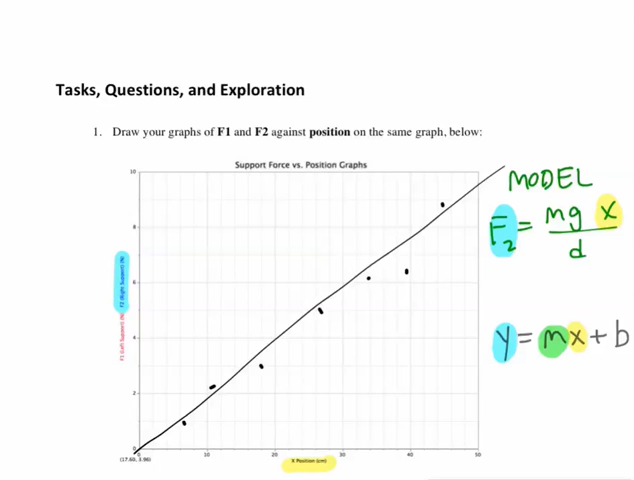 Tasks, Questions, and Exploration
1. Draw your graphs of F1 and F2 against position on the same graph, below:
Support Force vs. Position Graphs
10
8
6
4
2
0
F1 (Left Support) (N) F2 (Right Support) (N)
0 10 20 30 40 50
X Position (cm)
(17.60, 3.96)
MODEL
F₂ = mg x
d
y = mx + b